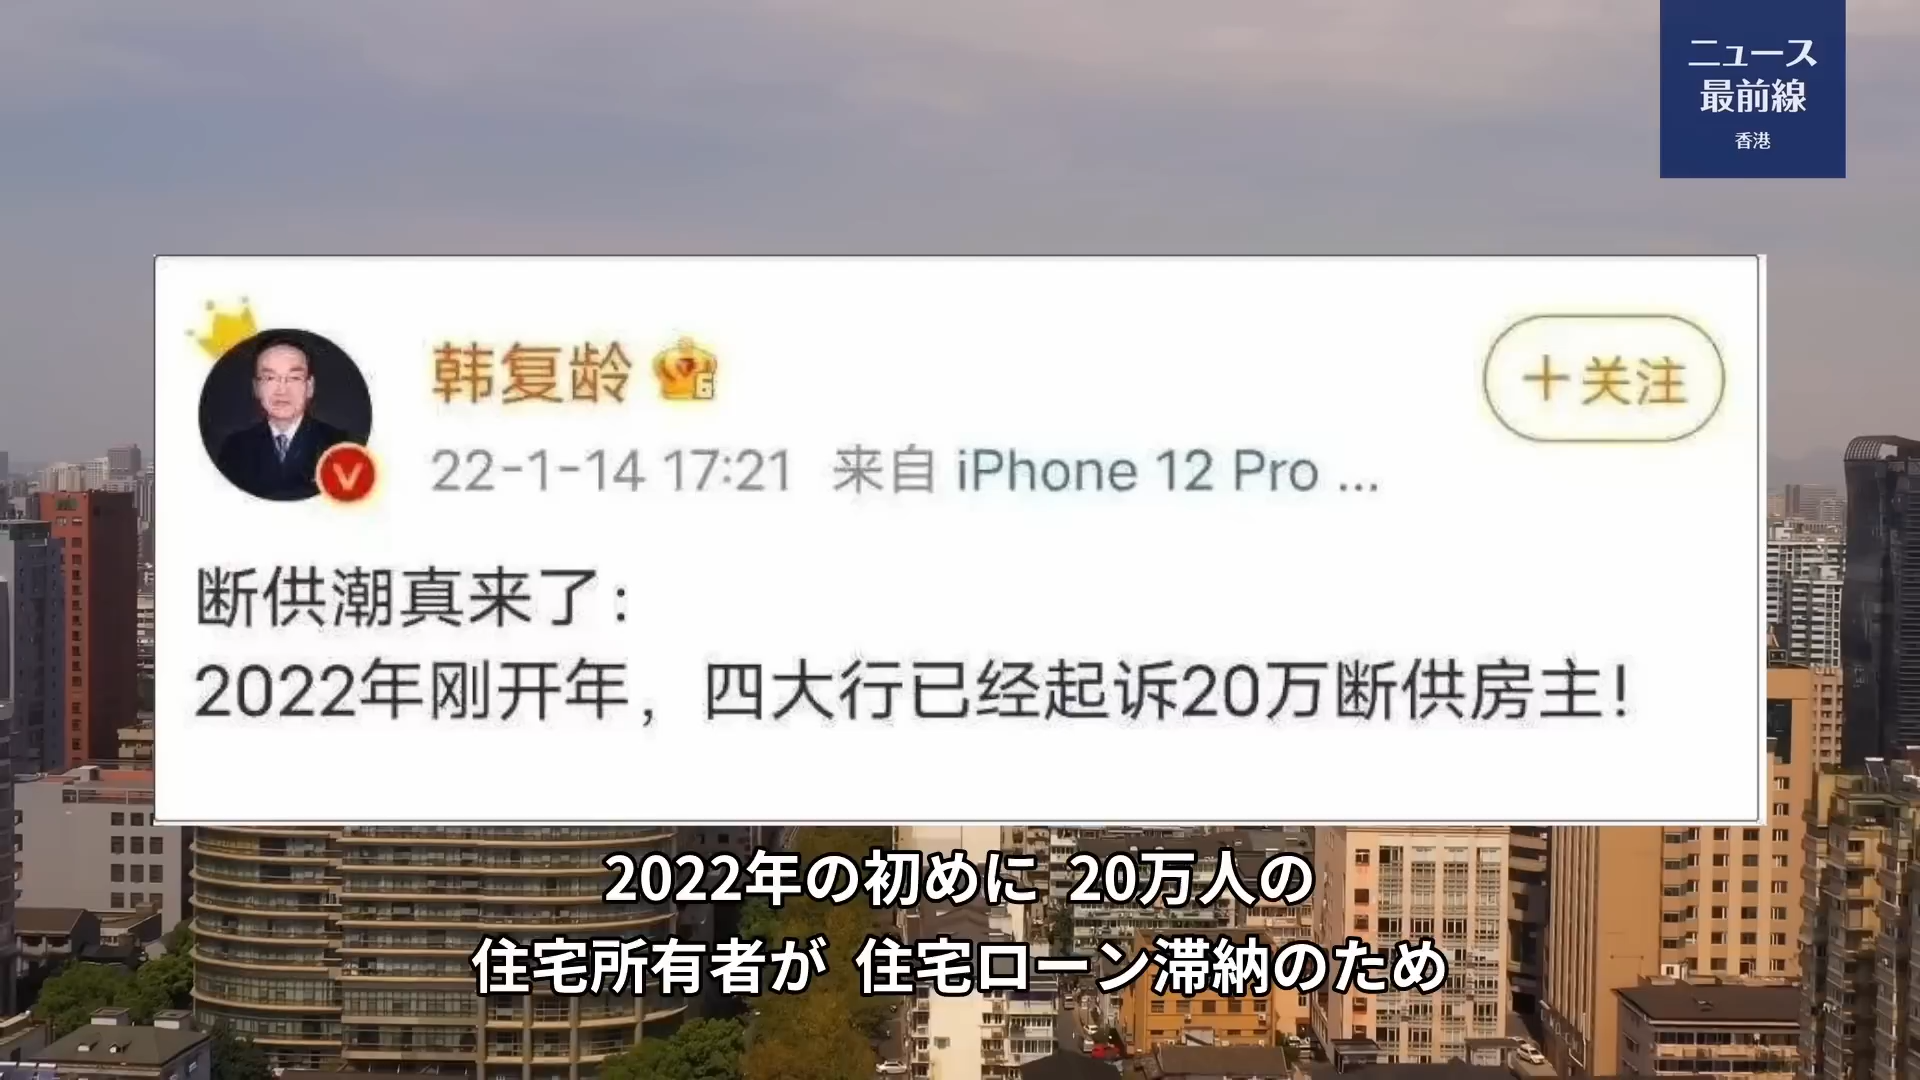 ニュース
最前線
香港
韩复龄
6
+关注
22-1-14 17:21 来自 iPhone 12 Pro ...
断供潮真来了：
2022年刚开年，四大行已经起诉20万断供房主！
2022年の初めに 20万人の
住宅所有者が 住宅ローン滞納のため